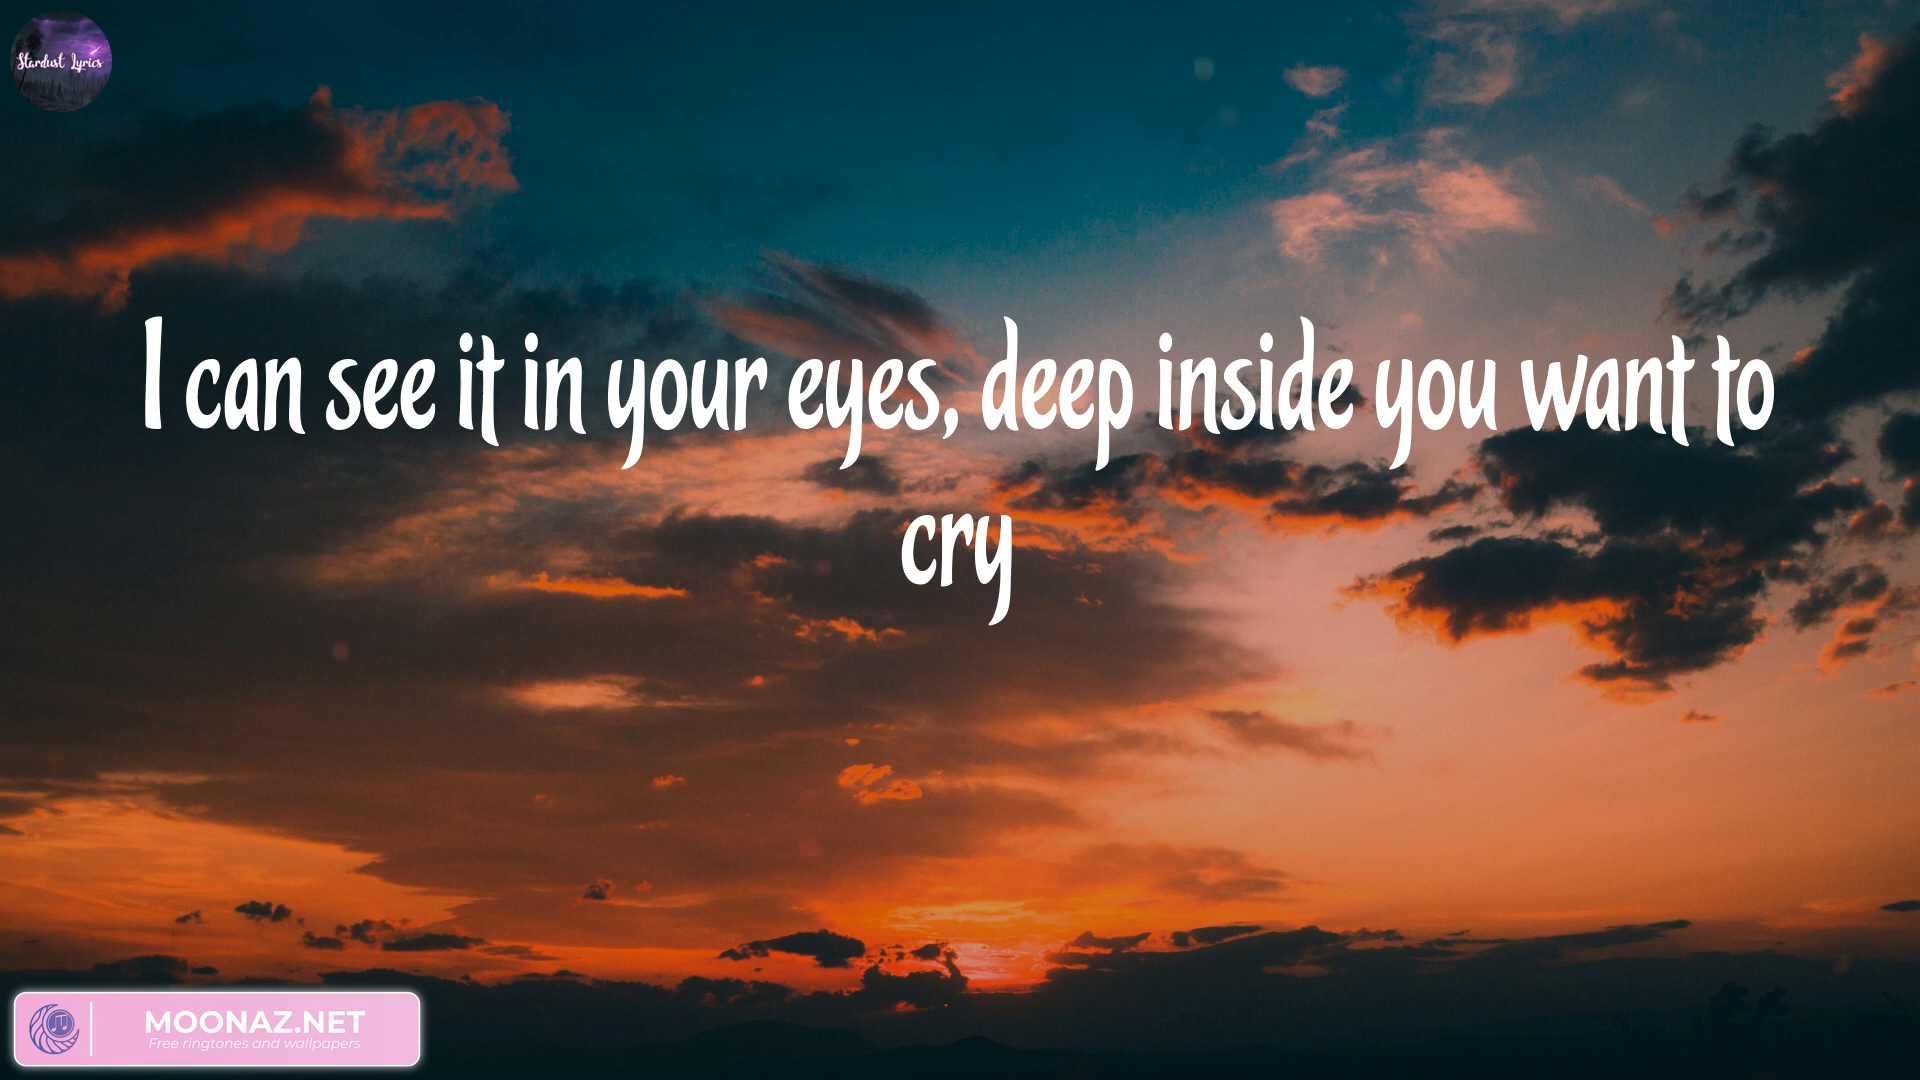 Stardust Lyrics
I can see it in your eyes, deep inside you want to
cry
MOONAZ.NET
Free ringtones and wallpapers